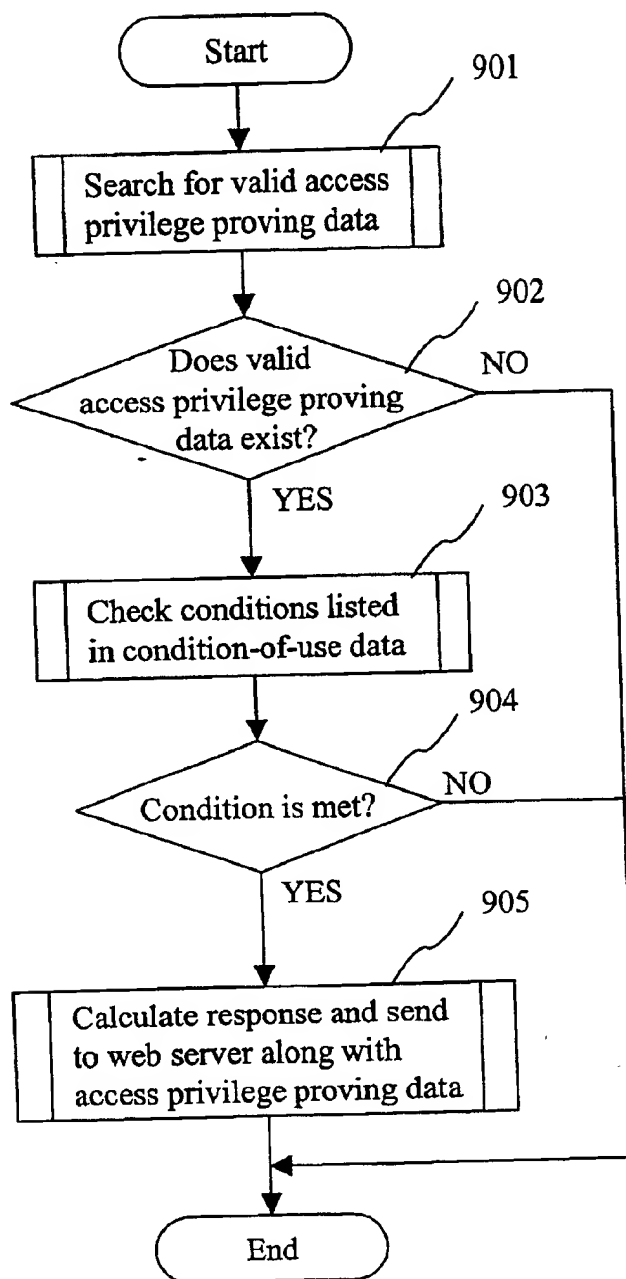 Start
901
Search for valid access
privilege proving data
902
Does valid
access privilege proving
data exist?
NO
YES
903
Check conditions listed
in condition-of-use data
904
Condition is met?
NO
YES
905
Calculate response and send
to web server along with
access privilege proving data
End